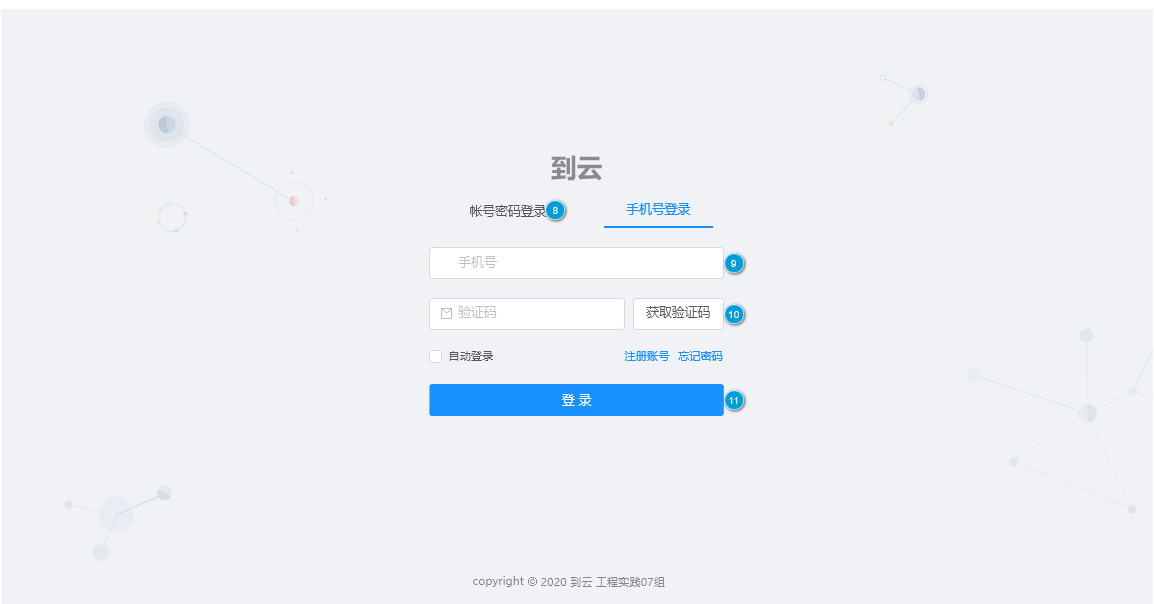 到云
帐号密码登录 8 手机号登录
手机号 9
验证码 获取验证码 10
自动登录 注册账号 忘记密码
登 录 11
copyright © 2020 到云 工程实践07组